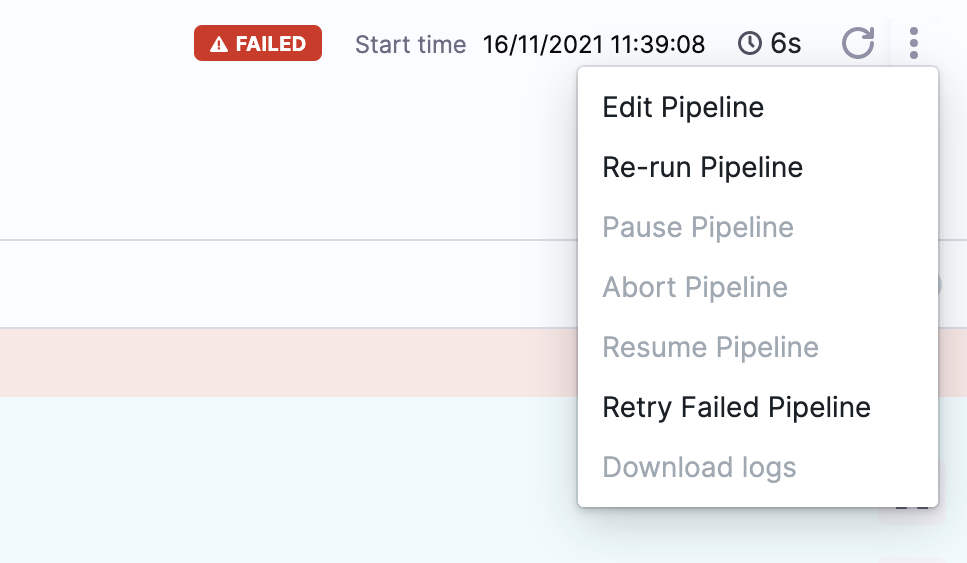 FAILED Start time 16/11/2021 11:39:08 6s
Edit Pipeline
Re-run Pipeline
Pause Pipeline
Abort Pipeline
Resume Pipeline
Retry Failed Pipeline
Download logs